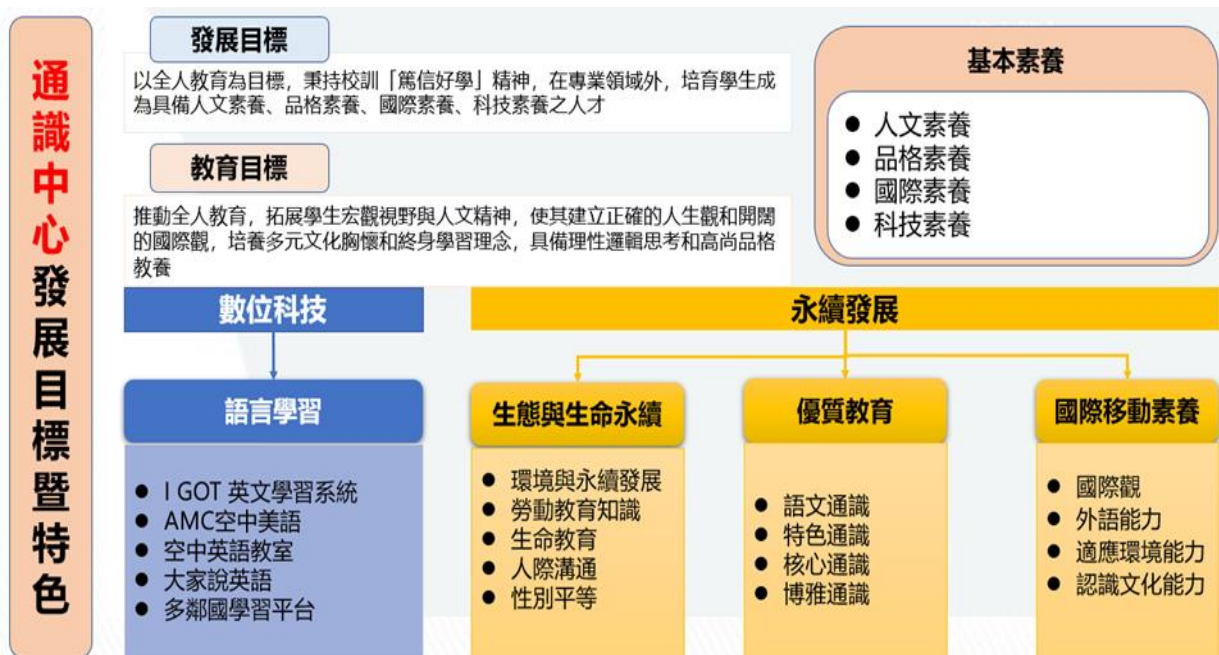 通識中心發展目標暨特色
發展目標
以全人教育為目標，秉持校訓「篤信好學」精神，在專業領域外，培育學生成
為具備人文素養、品格素養、國際素養、科技素養之人才
教育目標
推動全人教育，拓展學生宏觀視野與人文精神，使其建立正確的人生觀和開闊
的國際觀，培養多元文化胸懷和終身學習理念，具備理性邏輯思考和高尚品格
教養
基本素養
● 人文素養
● 品格素養
● 國際素養
● 科技素養
數位科技
語言學習
● I GOT 英文學習系統
● AMC空中美語
● 空中英語教室
● 大家說英語
● 多鄰國學習平台
永續發展
生態與生命永續
● 環境與永續發展
● 勞動教育知識
● 生命教育
● 人際溝通
● 性別平等
優質教育
● 語文通識
● 特色通識
● 核心通識
● 博雅通識
國際移動素養
● 國際觀
● 外語能力
● 適應環境能力
● 認識文化能力